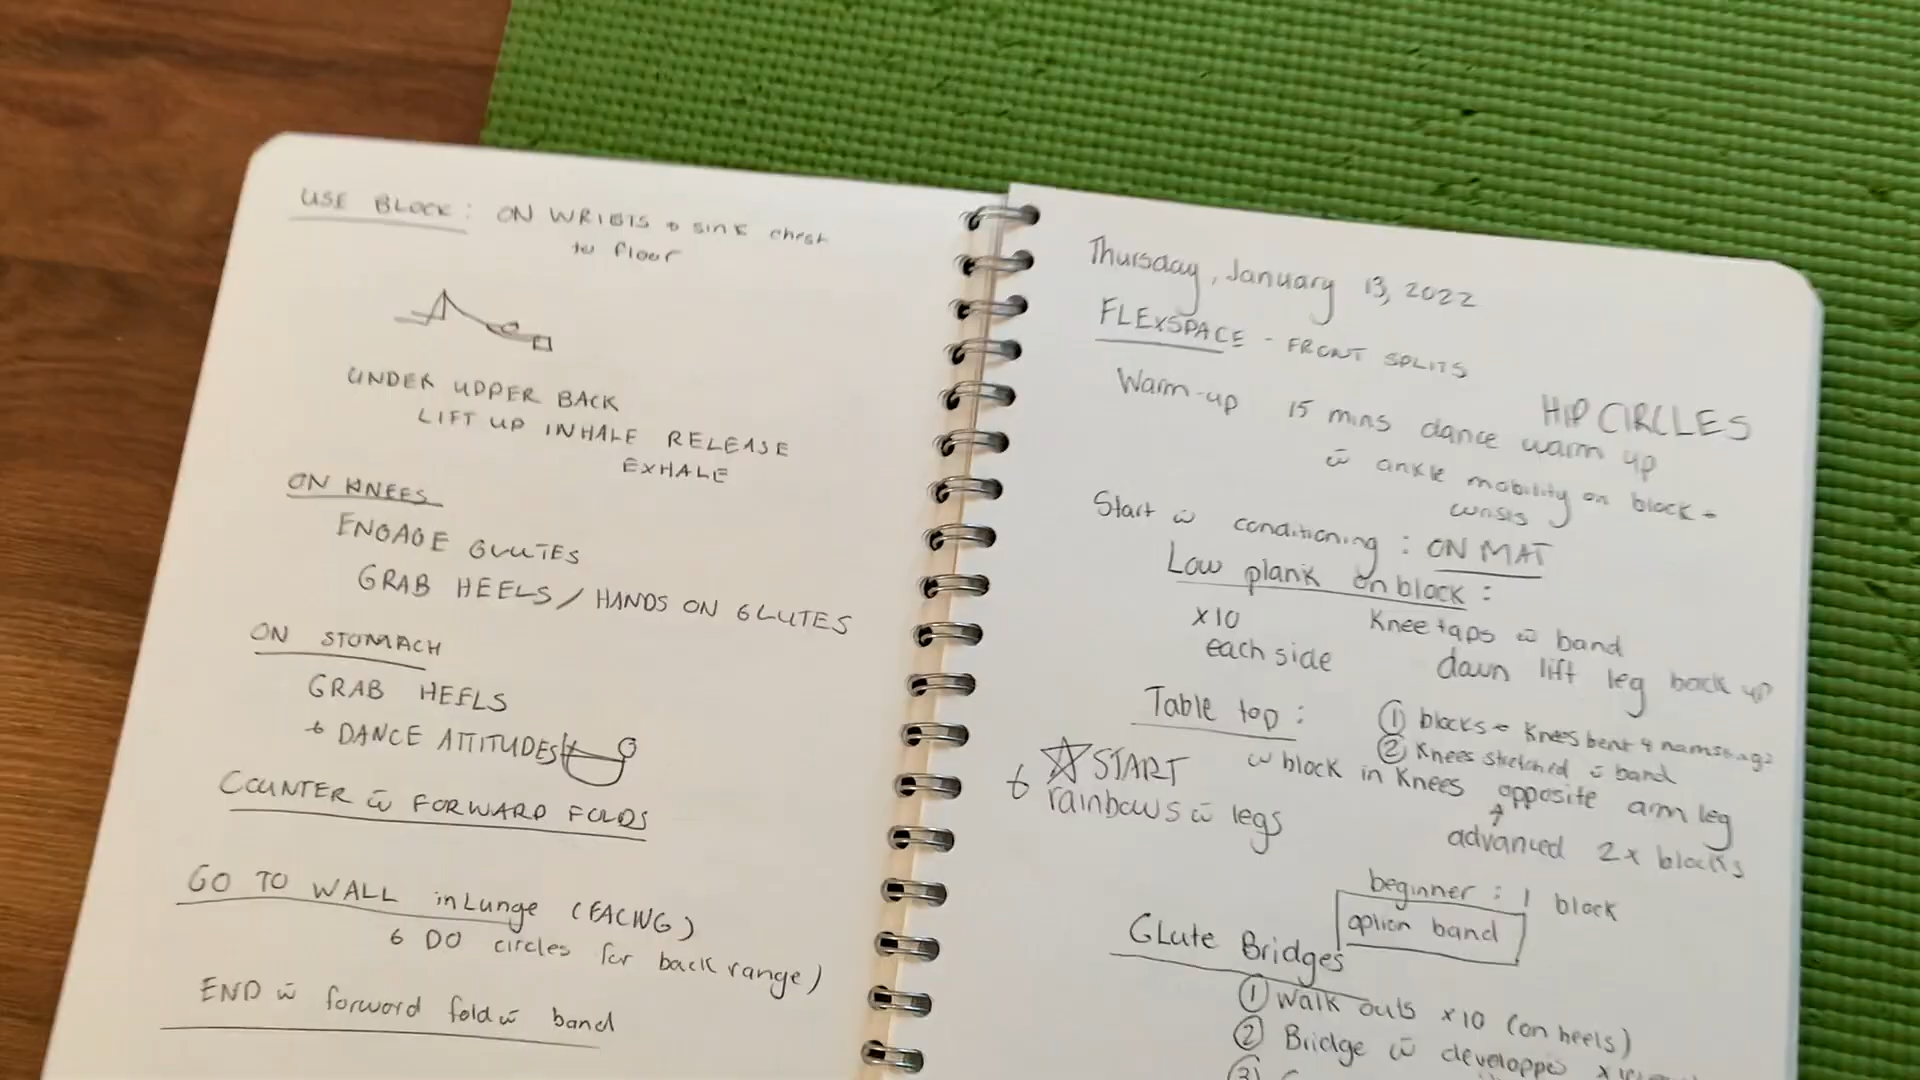 USE BLOCK: ON WRISTS + sink chest
to floor
UNDER UPPER BACK
LIFT UP INHALE RELEASE
EXHALE
ON KNEES
ENGAGE GLUTES
GRAB HEELS / HANDS ON GLUTES
ON STOMACH
GRAB HEELS
+ DANCE ATTITUDES
COUNTER w̄ FORWARD FOLDS
GO TO WALL in Lunge (FACING)
DO circles for back range)
END w̄ forward fold w̄ band
Thursday, January 13, 2022
FLEXSPACE - FRONT SPLITS
HIP CIRCLES
Warm-up 15 mins dance warm up
w̄ ankle mobility on block +
Start w̄ conditioning : ON MAT
Low plank on block :
x10 Knee taps w̄ band
each side down lift leg back up
Table top : ① blocks Knees bent
② Knees stretched w̄ band
☆ START w block in Knees opposite arm leg
rainbows w̄ legs
advanced 2x blocks
beginner : 1 block
option band
GLute Bridges
① Walk outs x10 (on heels)
② Bridge w̄ developpé